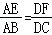 AE/AB = DF/DC